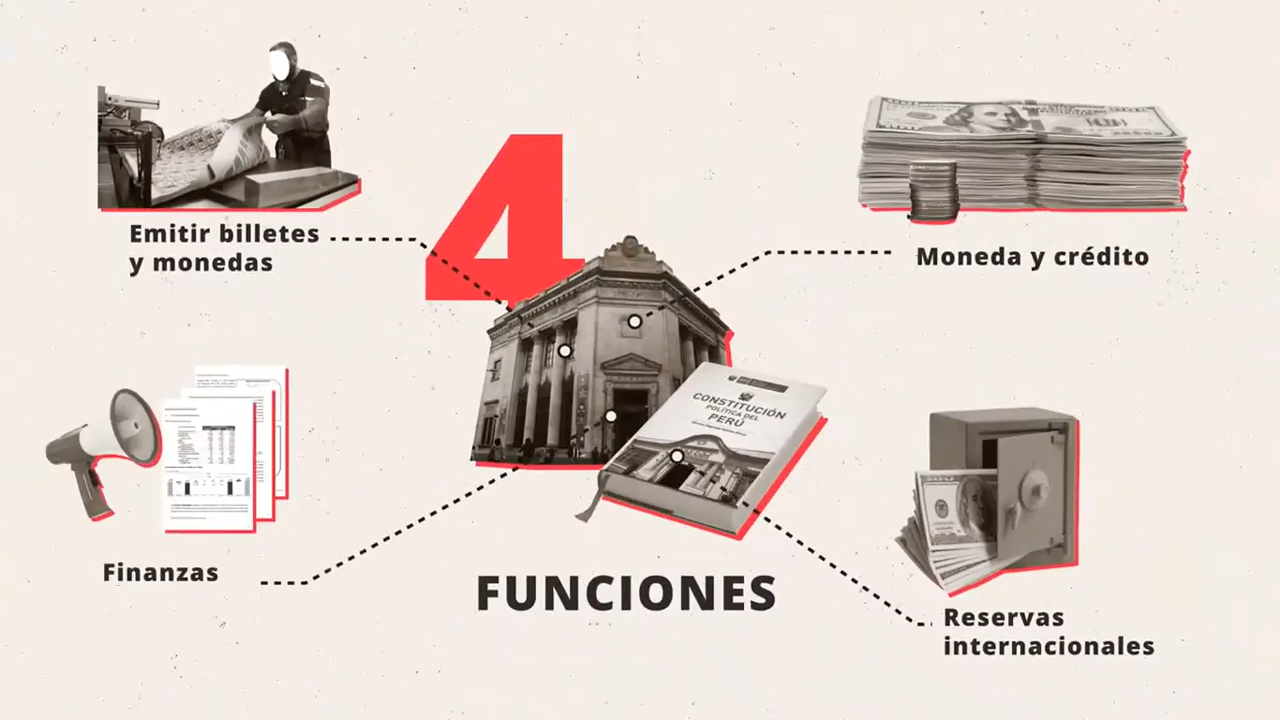 4
Emitir billetes
y monedas
Moneda y crédito
CONSTITUCIÓN
POLÍTICA DEL
PERÚ
Finanzas
FUNCIONES
Reservas
internacionales